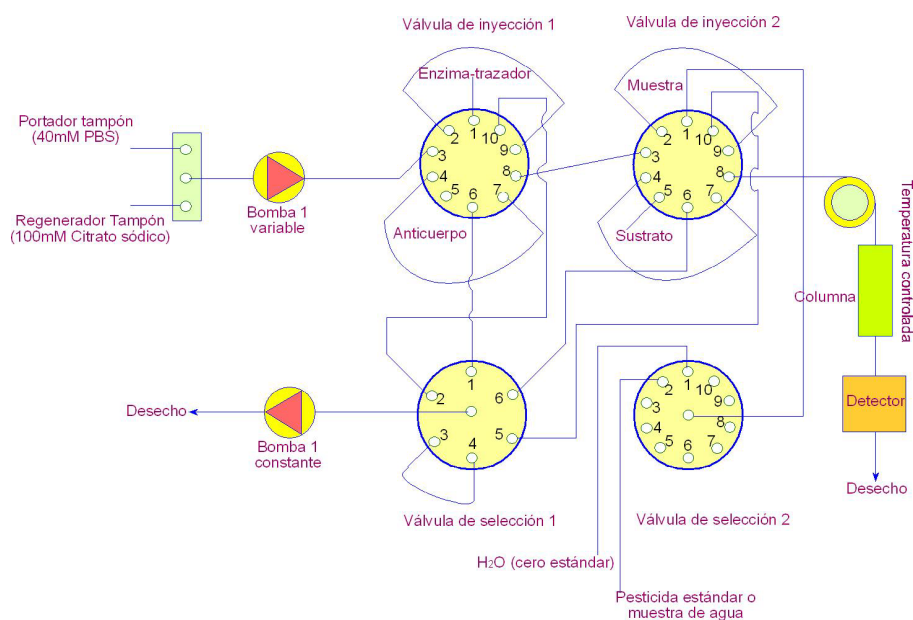 Válvula de inyección 1
Válvula de inyección 2
Enzima-trazador
Muestra
1
2
3
4
5
6
7
8
9
10
1
2
3
4
5
6
7
8
9
10
Portador tampón
(40mM PBS)
Regenerador Tampón
(100mM Citrato sódico)
Bomba 1
variable
Anticuerpo
Sustrato
Temperatura controlada
Columna
Detector
Desecho
Desecho
Bomba 1
constante
1
2
3
4
5
6
1
2
3
4
5
6
7
8
9
10
Válvula de selección 1
Válvula de selección 2
H2O (cero estándar)
Pesticida estándar o
muestra de agua